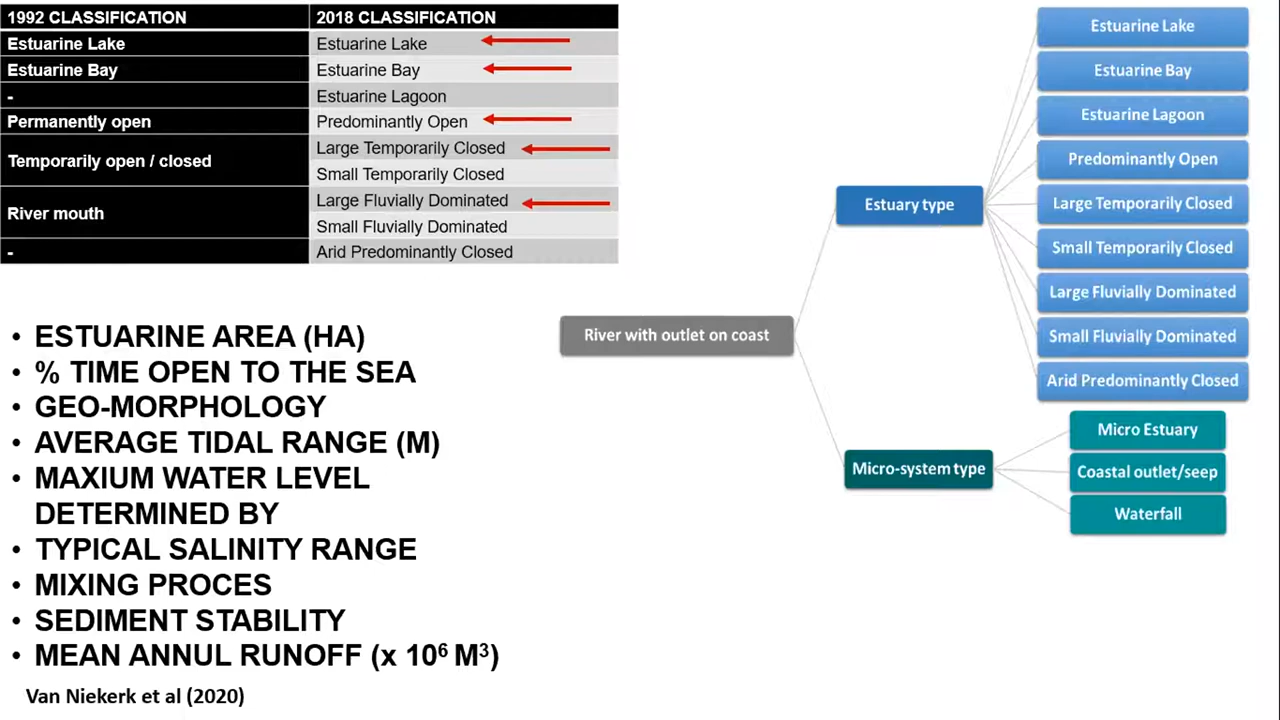 1992 CLASSIFICATION 2018 CLASSIFICATION
Estuarine Lake Estuarine Lake
Estuarine Bay Estuarine Bay
- Estuarine Lagoon
Permanently open Predominantly Open
Temporarily open / closed Large Temporarily Closed
Small Temporarily Closed
River mouth Large Fluvially Dominated
Small Fluvially Dominated
- Arid Predominantly Closed
• ESTUARINE AREA (HA)
• % TIME OPEN TO THE SEA
• GEO-MORPHOLOGY
• AVERAGE TIDAL RANGE (M)
• MAXIUM WATER LEVEL
DETERMINED BY
• TYPICAL SALINITY RANGE
• MIXING PROCES
• SEDIMENT STABILITY
• MEAN ANNUL RUNOFF (x 10⁶ M³)
Van Niekerk et al (2020)
River with outlet on coast
Estuary type
Estuarine Lake
Estuarine Bay
Estuarine Lagoon
Predominantly Open
Large Temporarily Closed
Small Temporarily Closed
Large Fluvially Dominated
Small Fluvially Dominated
Arid Predominantly Closed
Micro-system type
Micro Estuary
Coastal outlet/seep
Waterfall